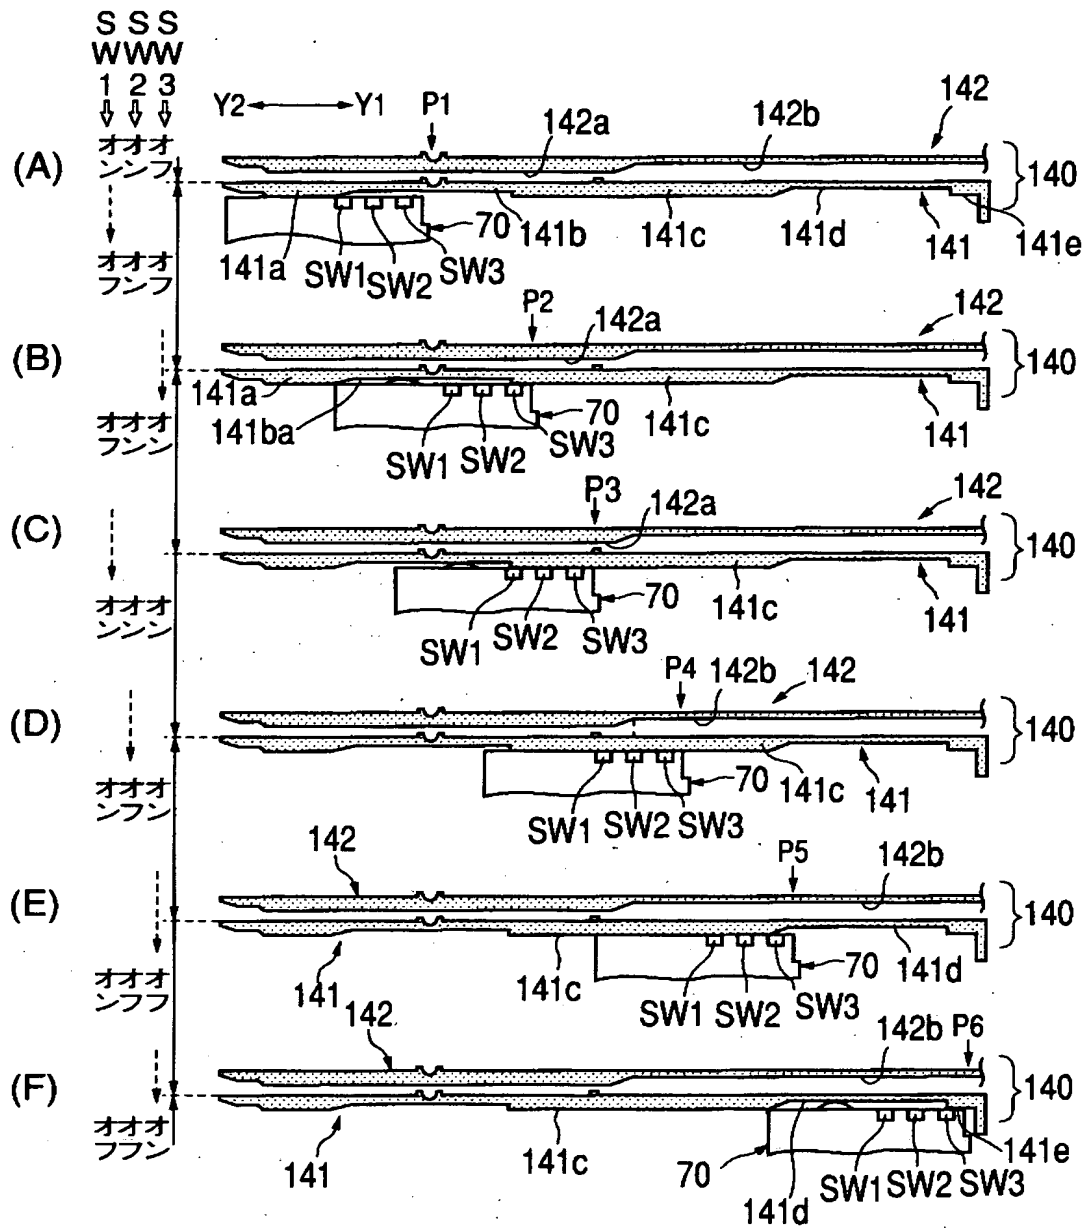 S S S
W W W
1 2 3
Y2 Y1 P1 142a 142b 142
(A) オオオ
ンンフ
140
141a SW1 SW2 SW3 70 141b 141c 141d 141 141e
オオオ
フンフ
P2 142a 142
(B) 140
141a 141ba SW1 SW2 SW3 70 141c 141
オオオ
フンン
P3 142a 142
(C) 140
SW1 SW2 SW3 70 141c 141
オオオ
ンンン
P4 142b 142
(D) 140
SW1 SW2 SW3 70 141c 141
オオオ
ンフン
142 P5 142b
(E) 140
141 141c SW1 SW2 SW3 70 141d
オオオ
ンフフ
142 142b P6
(F) 140
オオオ
フフン
141 141c 70 141d SW1 SW2 SW3 141e